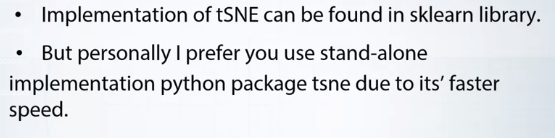 • Implementation of tSNE can be found in sklearn library.
• But personally I prefer you use stand-alone
implementation python package tsne due to its' faster
speed.